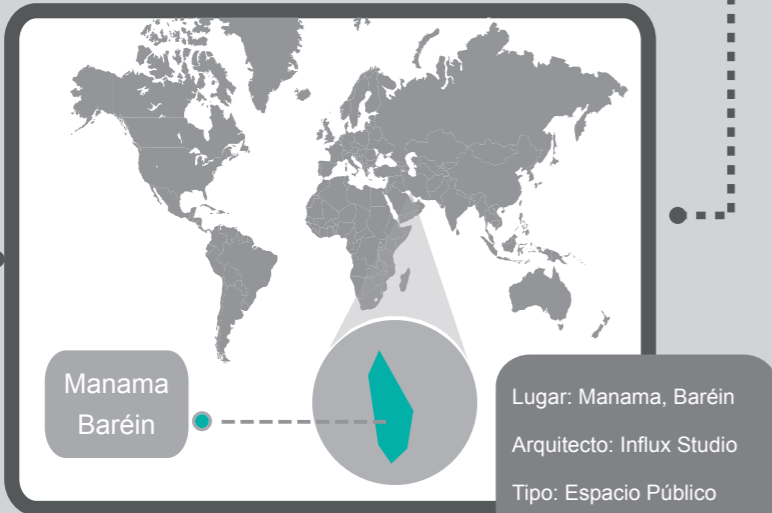 Manama
Baréin
Lugar: Manama, Baréin
Arquitecto: Influx Studio
Tipo: Espacio Público